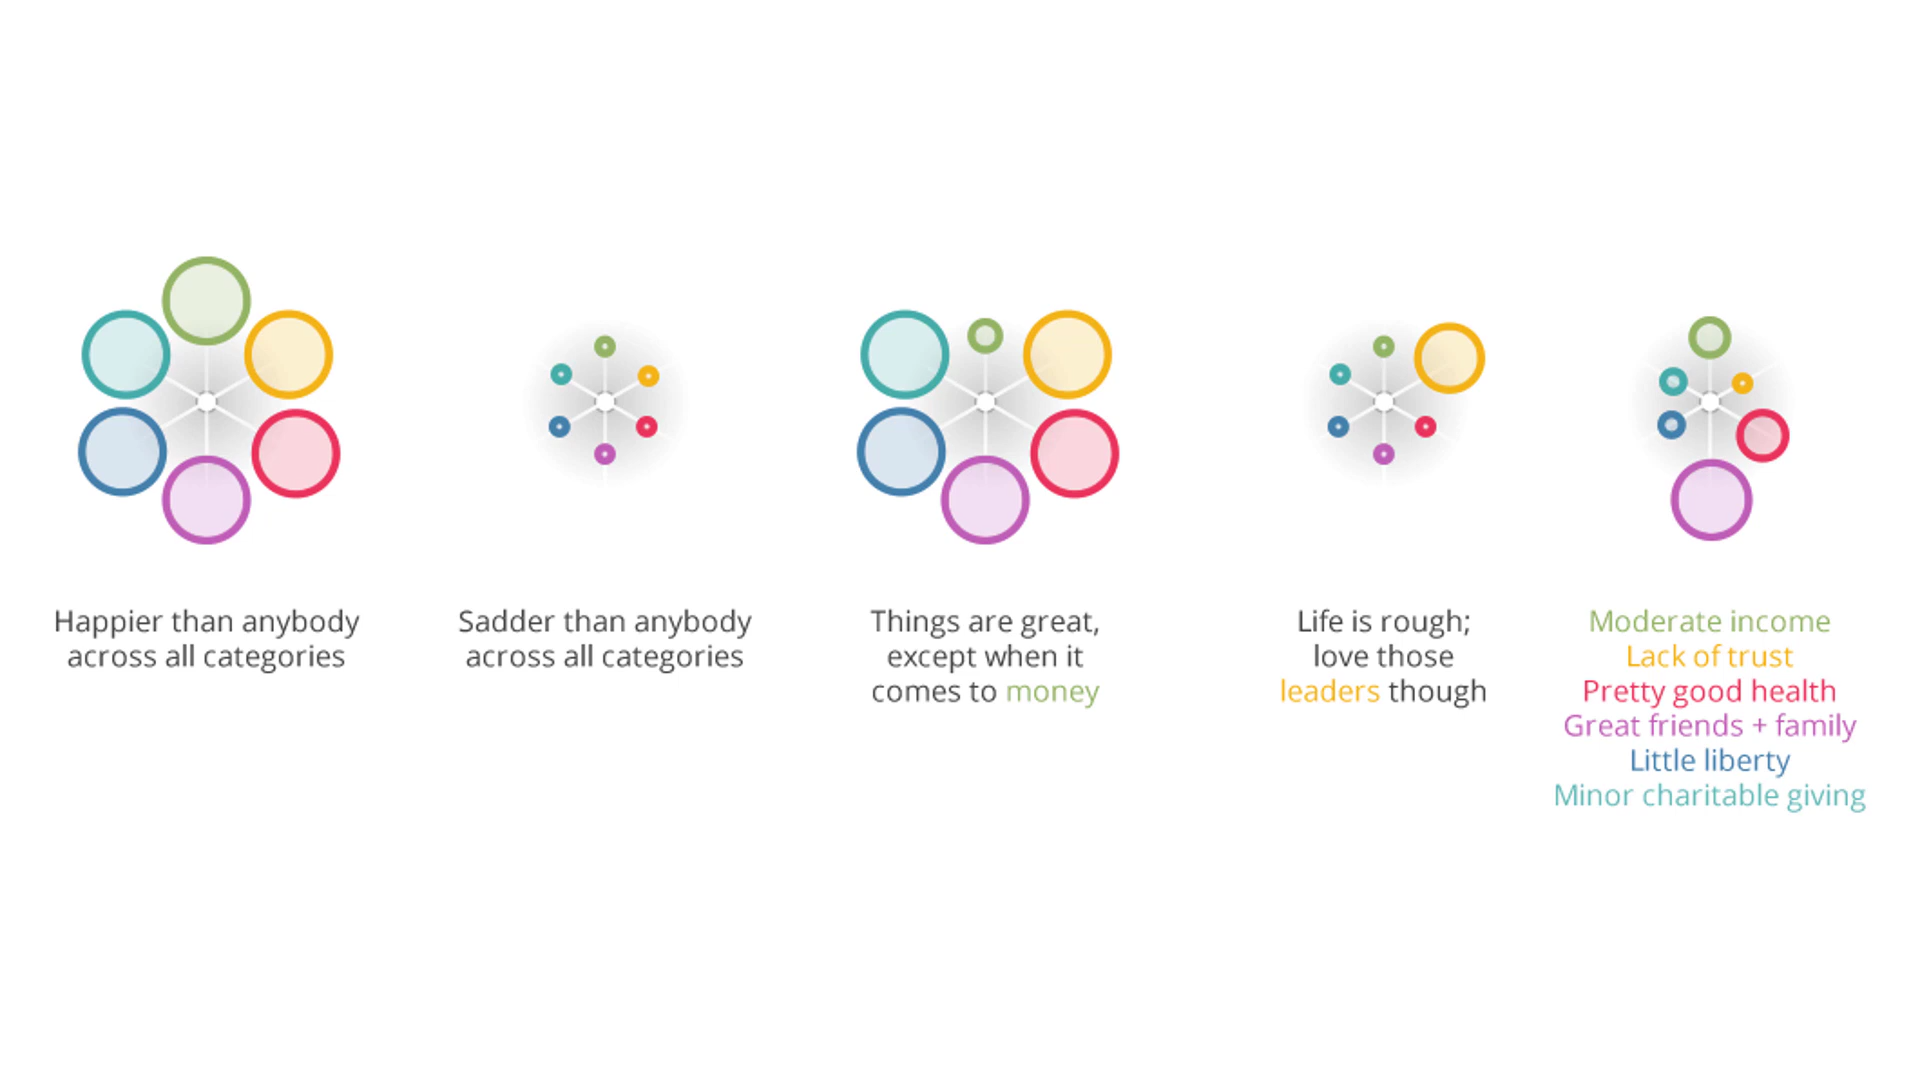 Happier than anybody
across all categories
Sadder than anybody
across all categories
Things are great,
except when it
comes to money
Life is rough;
love those
leaders though
Moderate income
Lack of trust
Pretty good health
Great friends + family
Little liberty
Minor charitable giving